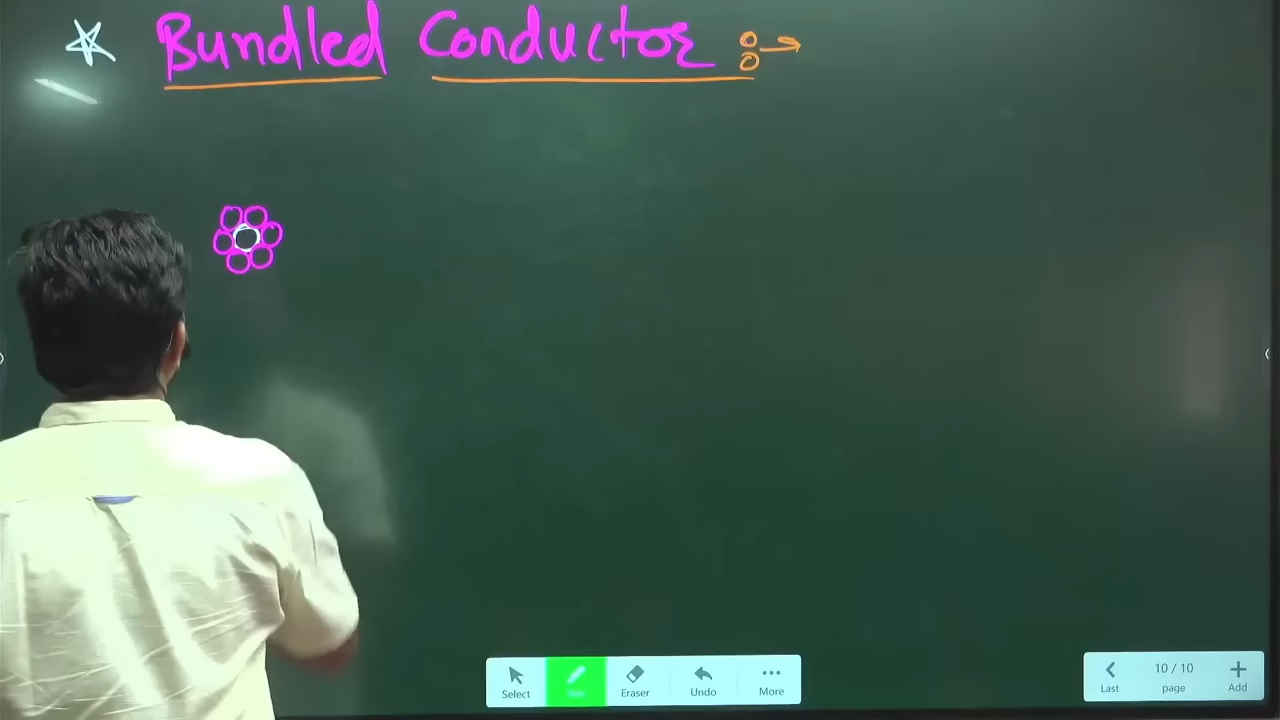 Bundled Conductor :→
Select
Eraser
Undo
More
Last
10 / 10
page
Add